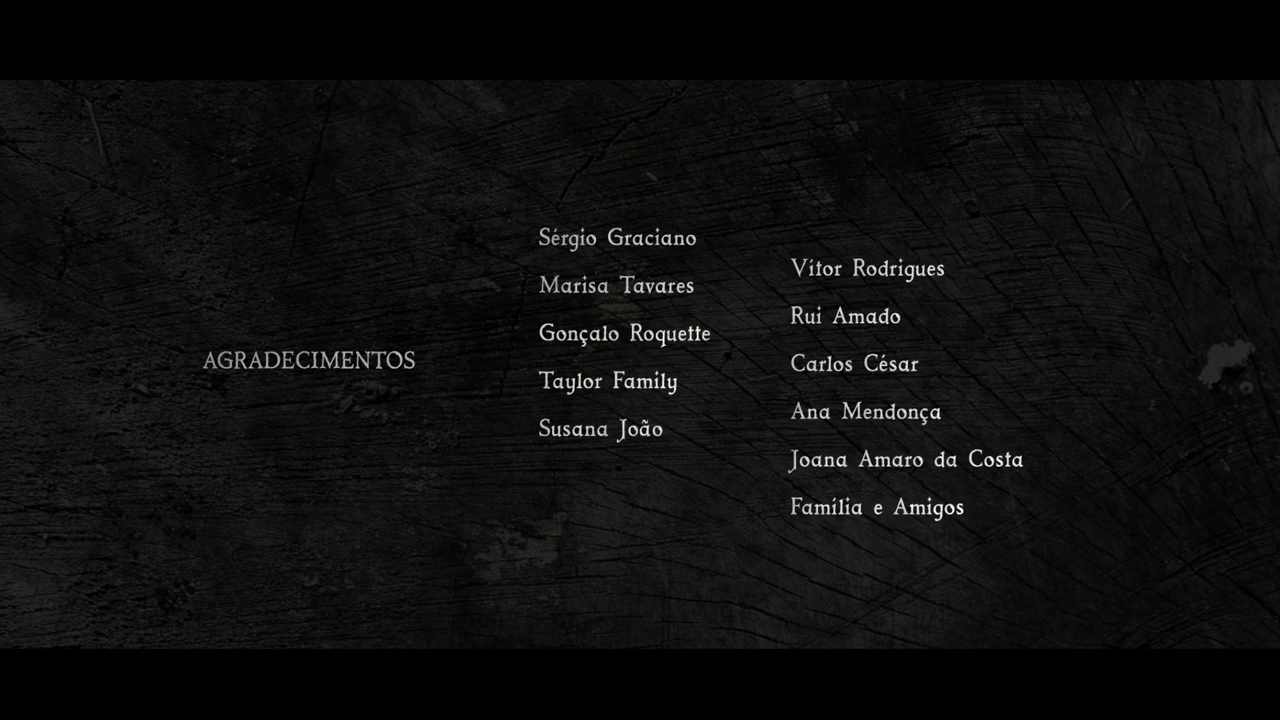 AGRADECIMENTOS
Sérgio Graciano
Marisa Tavares
Gonçalo Roquette
Taylor Family
Susana João
Vítor Rodrigues
Rui Amado
Carlos César
Ana Mendonça
Joana Amaro da Costa
Família e Amigos